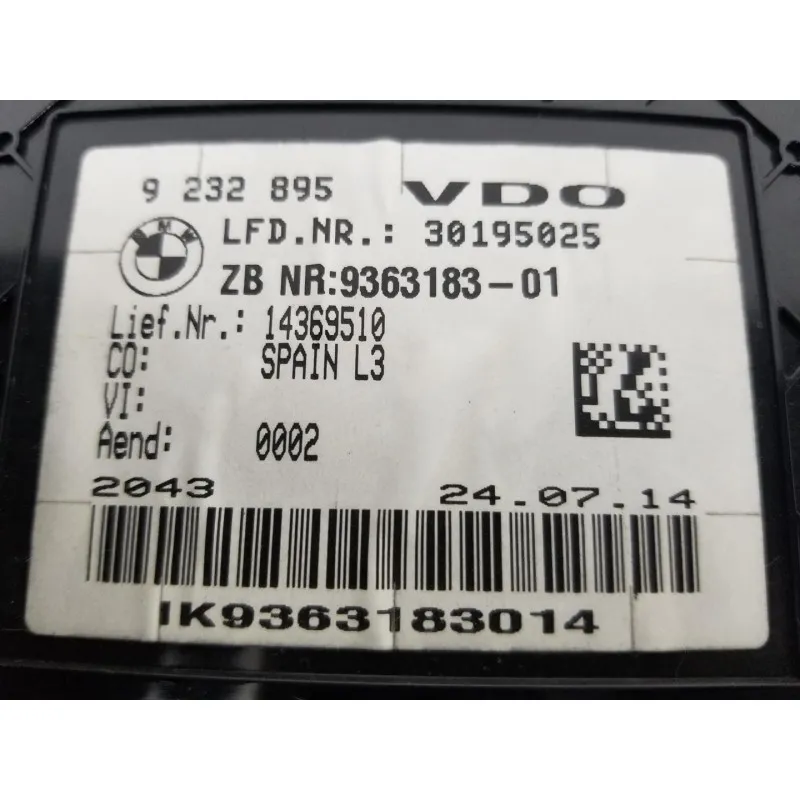 9 232 895 VDO
BMW
LFD.NR.: 30195025
ZB NR:9363183-01
Lief.Nr.: 14369510
CO: SPAIN L3
VI:
Aend: 0002
2043 24.07.14
IK9363183014